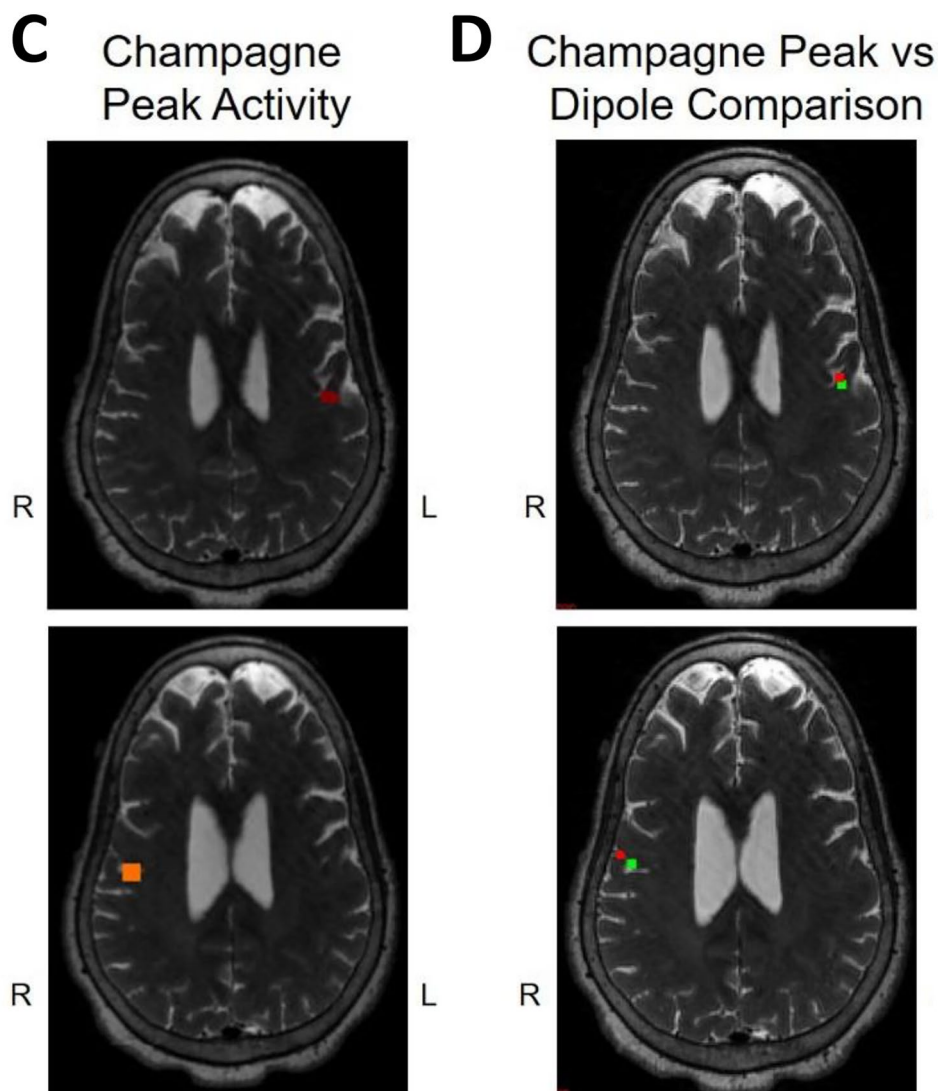 C
Champagne
Peak Activity
D
Champagne Peak vs
Dipole Comparison
R
L
R
R
L
R